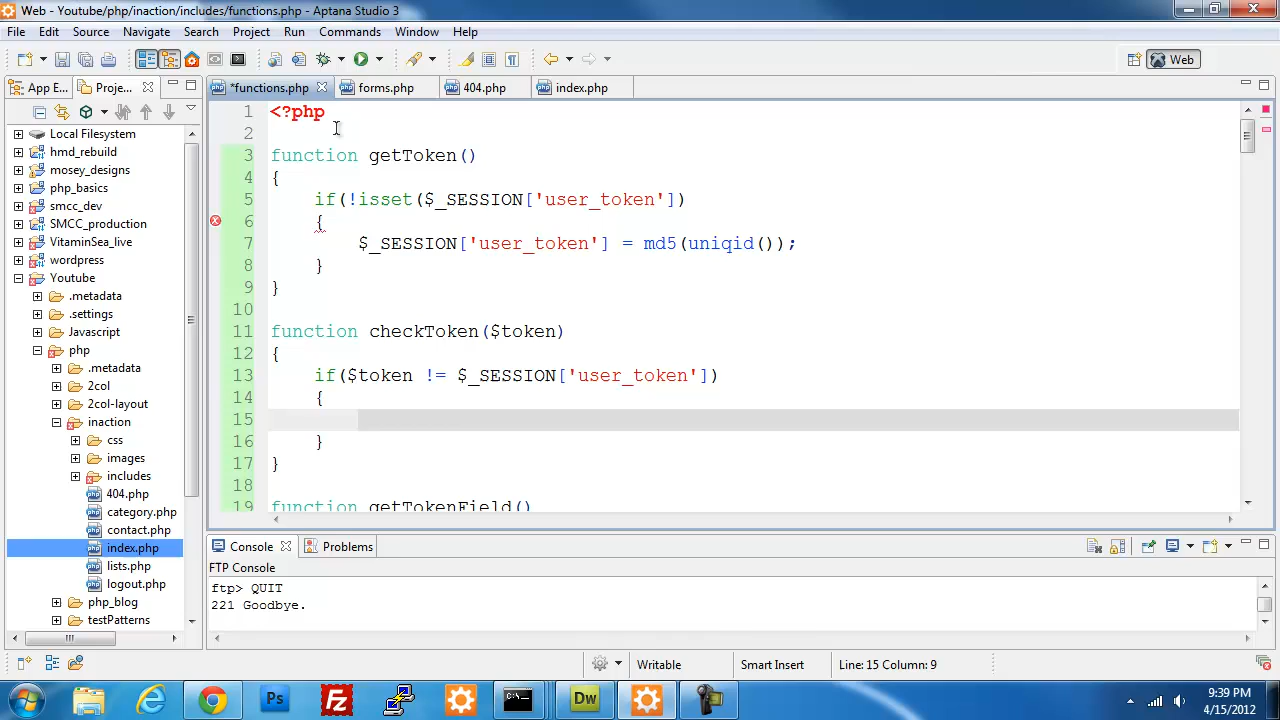 Web - Youtube/php/inaction/includes/functions.php - Aptana Studio 3
File Edit Source Navigate Search Project Run Commands Window Help
Web
App E... Projec...
*functions.php forms.php 404.php index.php
Local Filesystem
hmd_rebuild
mosey_designs
php_basics
smcc_dev
SMCC_production
VitaminSea_live
wordpress
Youtube
.metadata
.settings
Javascript
php
.metadata
2col
2col-layout
inaction
css
images
includes
404.php
category.php
contact.php
index.php
lists.php
logout.php
php_blog
testPatterns
1 <?php
2
3 function getToken()
4 {
5 if(!isset($_SESSION['user_token'])
6 {
7 $_SESSION['user_token'] = md5(uniqid());
8 }
9 }
10
11 function checkToken($token)
12 {
13 if($token != $_SESSION['user_token'])
14 {
15
16 }
17 }
18
19 function getTokenField()
Console Problems
FTP Console
ftp> QUIT
221 Goodbye.
Writable Smart Insert Line: 15 Column: 9
Ps Fz Dw
9:39 PM
4/15/2012